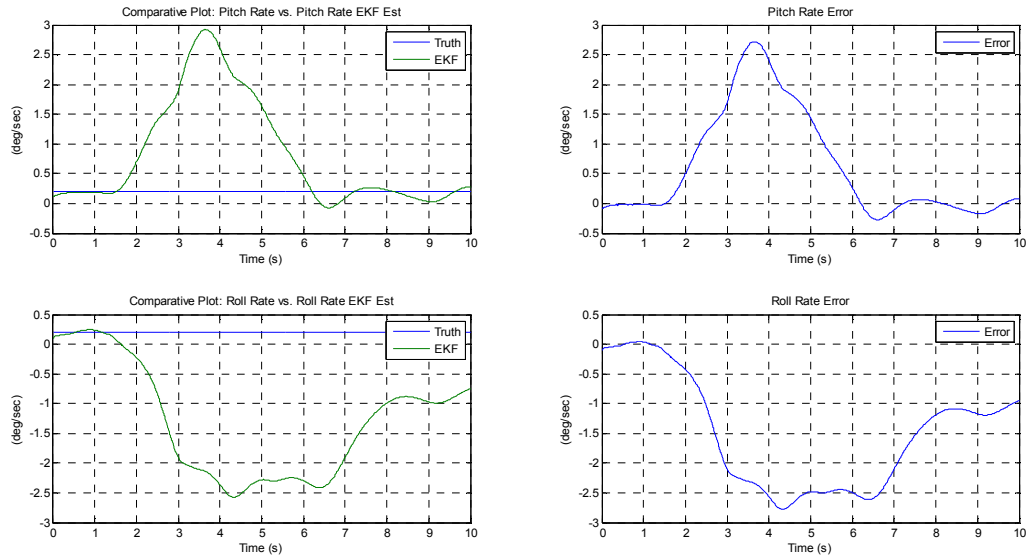 Comparative Plot: Pitch Rate vs. Pitch Rate EKF Est
3
2.5
2
1.5
1
0.5
0
-0.5
(deg/sec)
Truth
EKF
0 1 2 3 4 5 6 7 8 9 10
Time (s)
Pitch Rate Error
3
2.5
2
1.5
1
0.5
0
-0.5
(deg/sec)
Error
0 1 2 3 4 5 6 7 8 9 10
Time (s)
Comparative Plot: Roll Rate vs. Roll Rate EKF Est
0.5
0
-0.5
-1
-1.5
-2
-2.5
-3
(deg/sec)
Truth
EKF
0 1 2 3 4 5 6 7 8 9 10
Time (s)
Roll Rate Error
0.5
0
-0.5
-1
-1.5
-2
-2.5
-3
(deg/sec)
Error
0 1 2 3 4 5 6 7 8 9 10
Time (s)